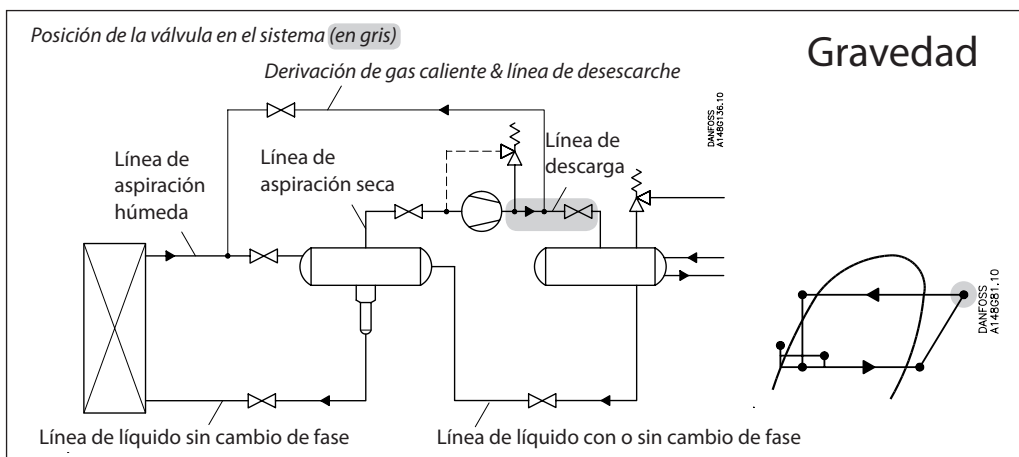 Posición de la válvula en el sistema (en gris)
Gravedad
Derivación de gas caliente & línea de desescarche
DANFOSS
A148G136.10
Línea de
aspiración
húmeda
Línea de
aspiración seca
Línea de
descarga
DANFOSS
A148G81.10
Línea de líquido sin cambio de fase
Línea de líquido con o sin cambio de fase